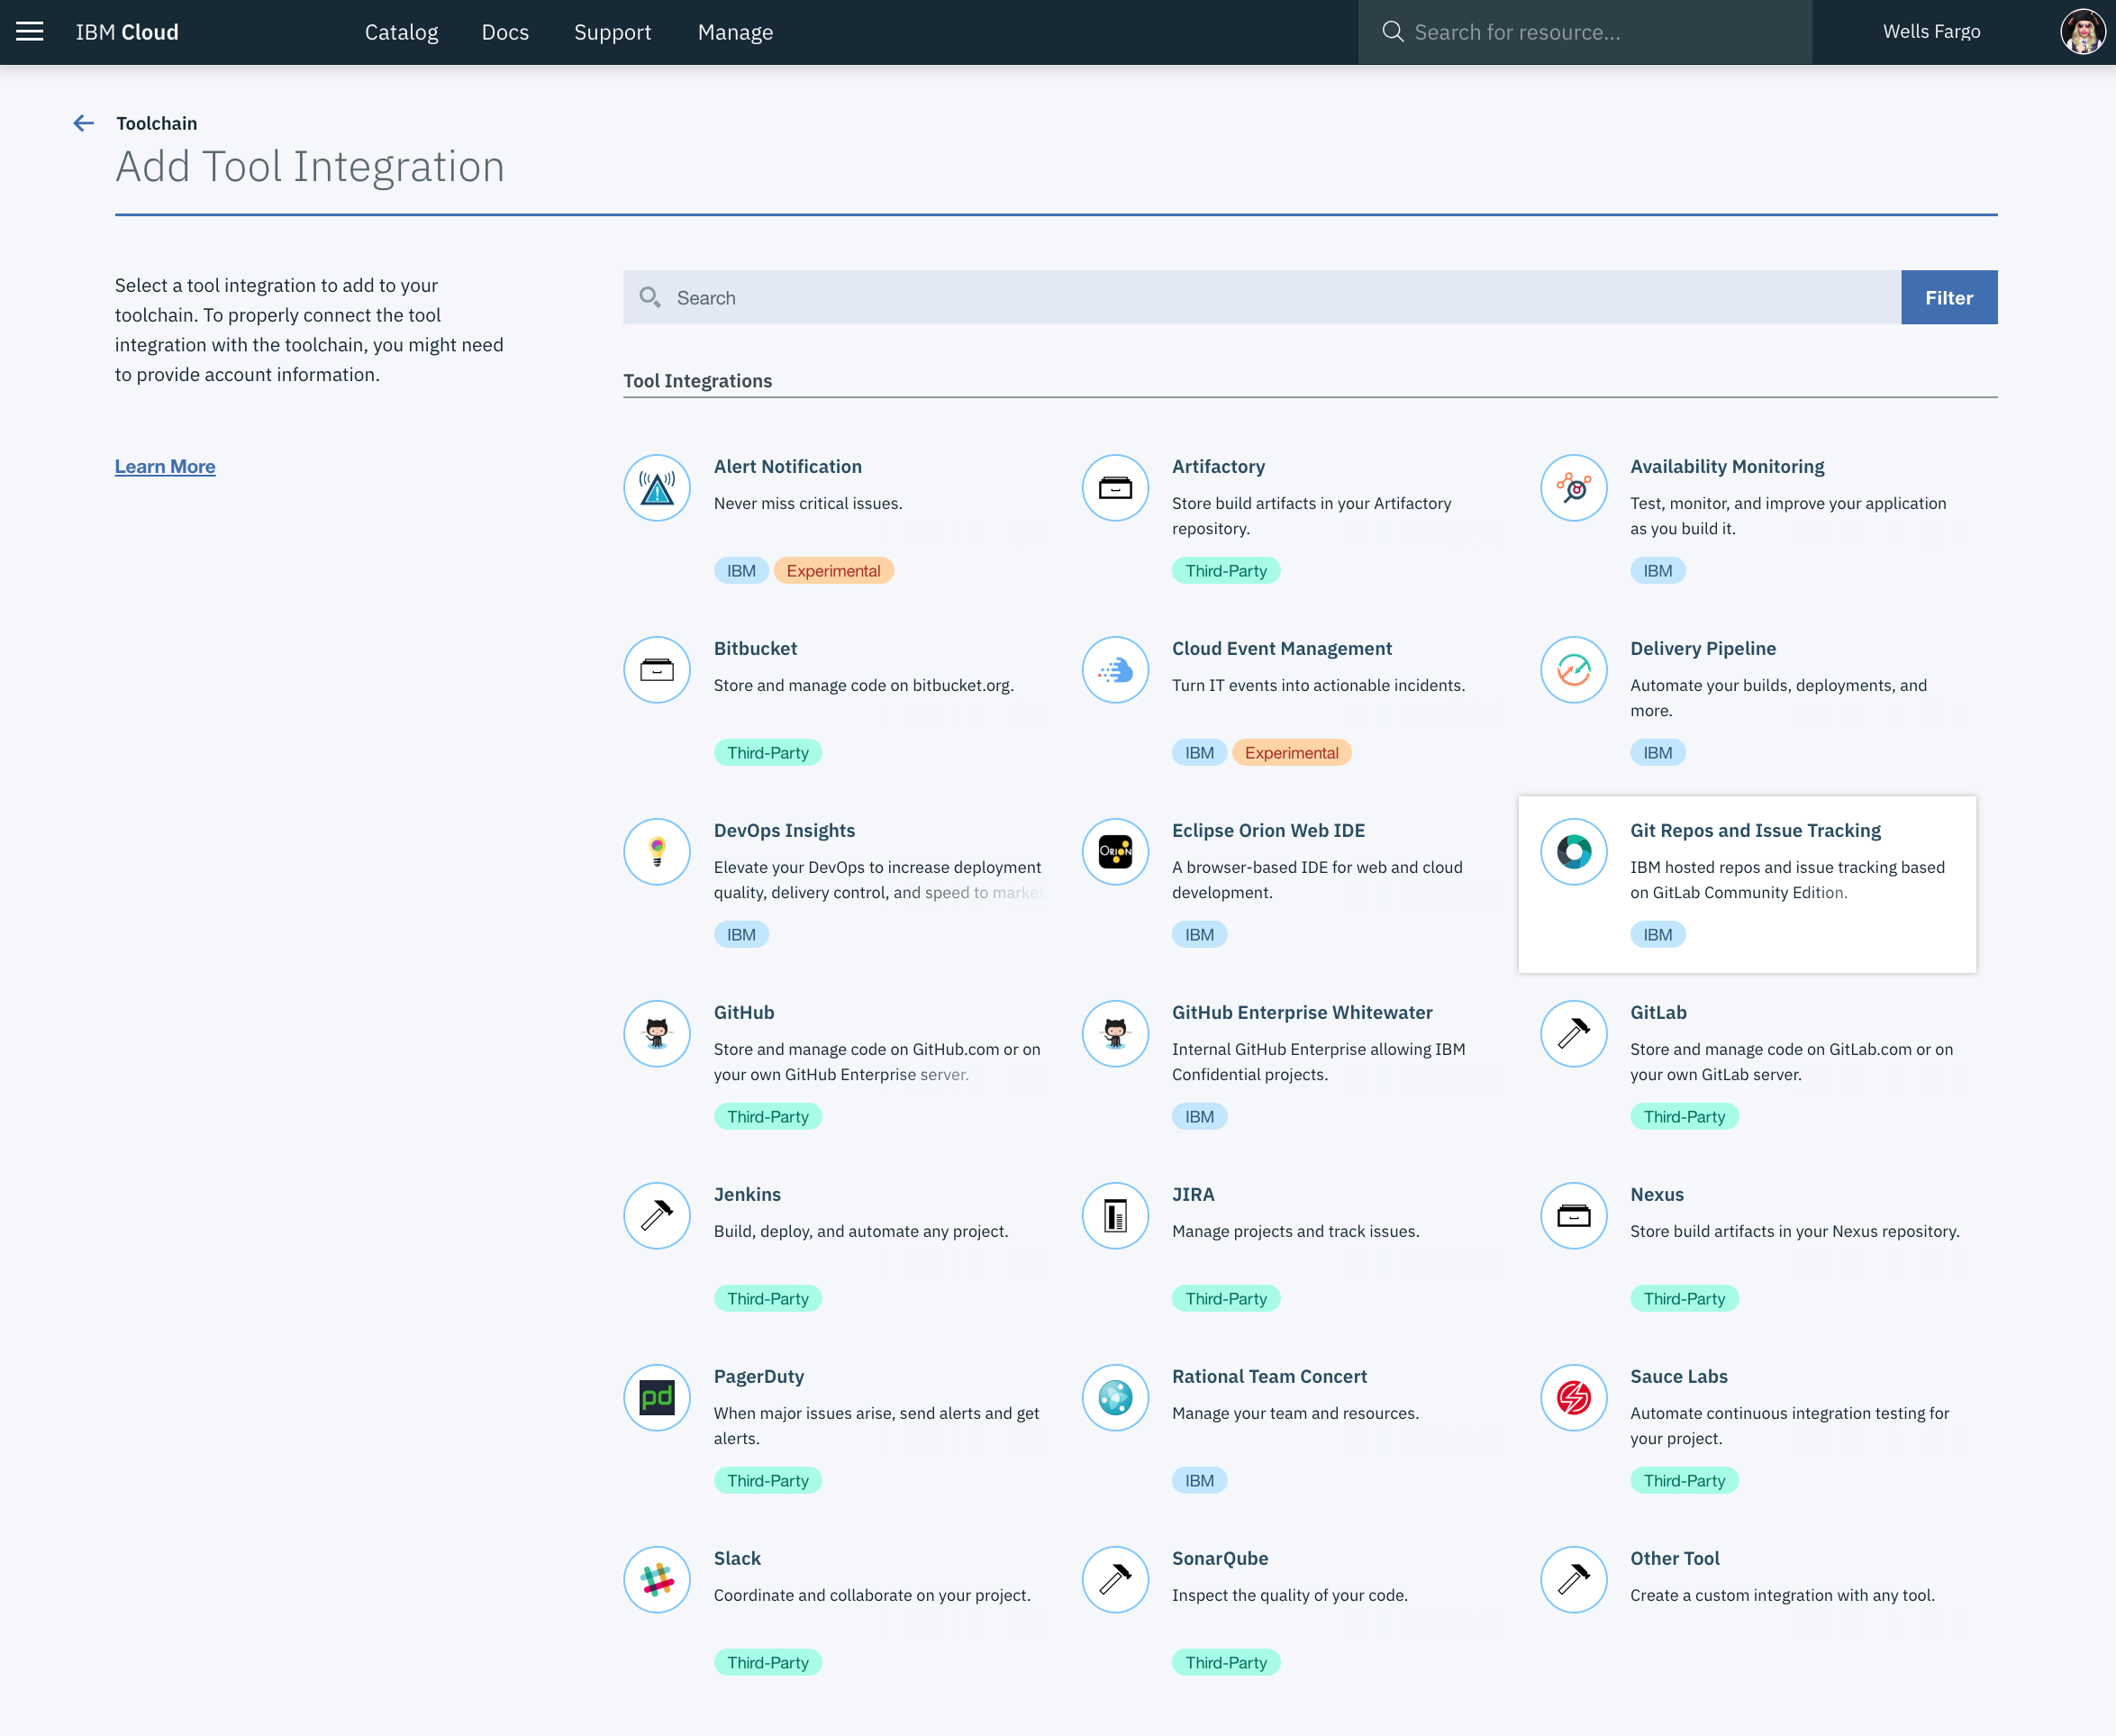 IBM Cloud
Catalog
Docs
Support
Manage
Search for resource...
Wells Fargo
Toolchain
Add Tool Integration
Select a tool integration to add to your
toolchain. To properly connect the tool
integration with the toolchain, you might need
to provide account information.
Learn More
Search
Filter
Tool Integrations
Alert Notification
Never miss critical issues.
IBM
Experimental
Artifactory
Store build artifacts in your Artifactory
repository.
Third-Party
Availability Monitoring
Test, monitor, and improve your application
as you build it.
IBM
Bitbucket
Store and manage code on bitbucket.org.
Third-Party
Cloud Event Management
Turn IT events into actionable incidents.
IBM
Experimental
Delivery Pipeline
Automate your builds, deployments, and
more.
IBM
DevOps Insights
Elevate your DevOps to increase deployment
quality, delivery control, and speed to market
IBM
ORION
Eclipse Orion Web IDE
A browser-based IDE for web and cloud
development.
IBM
Git Repos and Issue Tracking
IBM hosted repos and issue tracking based
on GitLab Community Edition.
IBM
GitHub
Store and manage code on GitHub.com or on
your own GitHub Enterprise server.
Third-Party
GitHub Enterprise Whitewater
Internal GitHub Enterprise allowing IBM
Confidential projects.
IBM
GitLab
Store and manage code on GitLab.com or on
your own GitLab server.
Third-Party
Jenkins
Build, deploy, and automate any project.
Third-Party
JIRA
Manage projects and track issues.
Third-Party
Nexus
Store build artifacts in your Nexus repository.
Third-Party
pd
PagerDuty
When major issues arise, send alerts and get
alerts.
Third-Party
Rational Team Concert
Manage your team and resources.
IBM
Sauce Labs
Automate continuous integration testing for
your project.
Third-Party
Slack
Coordinate and collaborate on your project.
Third-Party
SonarQube
Inspect the quality of your code.
Third-Party
Other Tool
Create a custom integration with any tool.